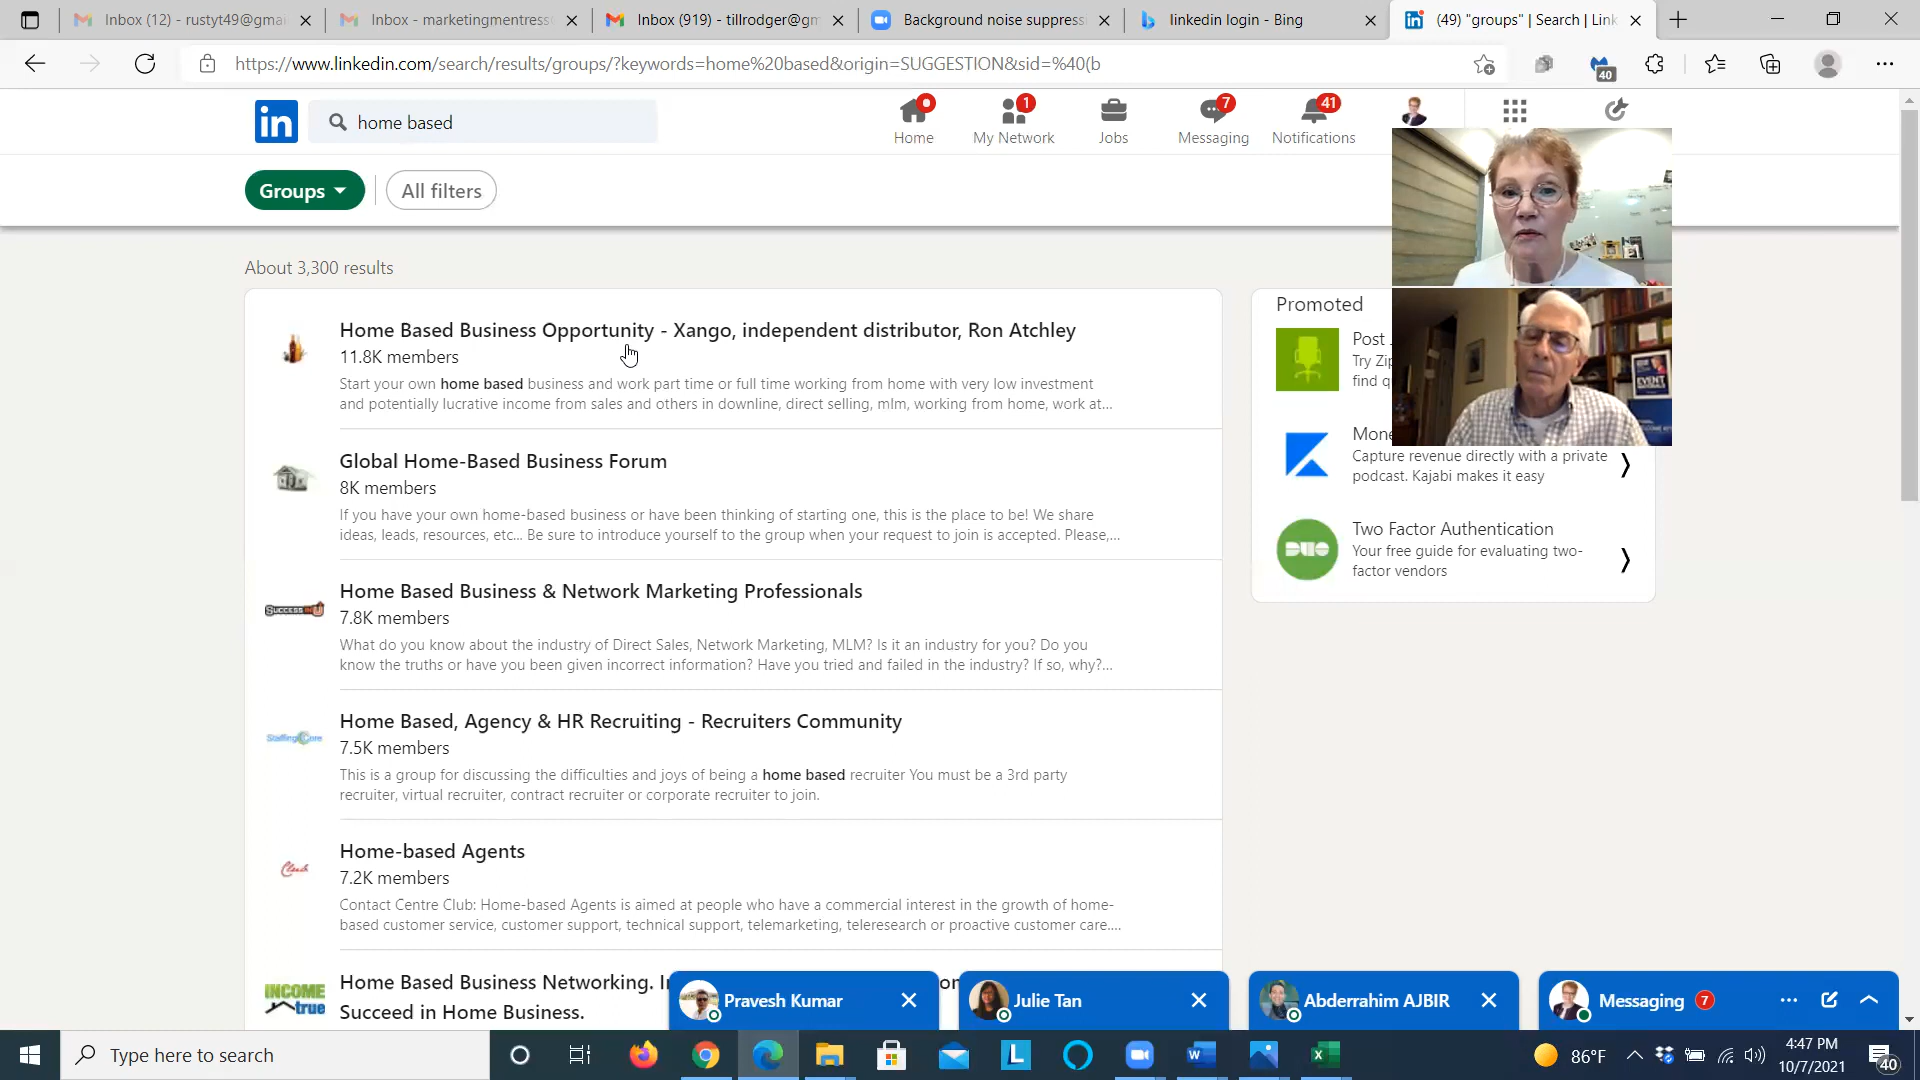 Inbox (12) - rustyt49@gmai
Inbox - marketingmentress
Inbox (919) - tillrodger@gm
Background noise suppress
linkedin login - Bing
(49) "groups" | Search | Link
https://www.linkedin.com/search/results/groups/?keywords=home%20based&origin=SUGGESTION&sid=%40(b
40
in
home based
Home
1
My Network
Jobs
7
Messaging
41
Notifications
Groups
All filters
About 3,300 results
Home Based Business Opportunity - Xango, independent distributor, Ron Atchley
11.8K members
Start your own home based business and work part time or full time working from home with very low investment
and potentially lucrative income from sales and others in downline, direct selling, mlm, working from home, work at...
Global Home-Based Business Forum
8K members
If you have your own home-based business or have been thinking of starting one, this is the place to be! We share
ideas, leads, resources, etc... Be sure to introduce yourself to the group when your request to join is accepted. Please,...
Home Based Business & Network Marketing Professionals
7.8K members
What do you know about the industry of Direct Sales, Network Marketing, MLM? Is it an industry for you? Do you
know the truths or have you been given incorrect information? Have you tried and failed in the industry? If so, why?...
Home Based, Agency & HR Recruiting - Recruiters Community
7.5K members
This is a group for discussing the difficulties and joys of being a home based recruiter You must be a 3rd party
recruiter, virtual recruiter, contract recruiter or corporate recruiter to join.
Home-based Agents
7.2K members
Contact Centre Club: Home-based Agents is aimed at people who have a commercial interest in the growth of home-
based customer service, customer support, technical support, telemarketing, teleresearch or proactive customer care....
INCOME
true
Home Based Business Networking.
Succeed in Home Business.
Promoted
Post
Try Zip
find q
EVENT
Mone
Capture revenue directly with a private
podcast. Kajabi makes it easy
DUO
Two Factor Authentication
Your free guide for evaluating two-
factor vendors
Pravesh Kumar
Julie Tan
Abderrahim AJBIR
Messaging 7
Type here to search
L
86°F
4:47 PM
10/7/2021
40